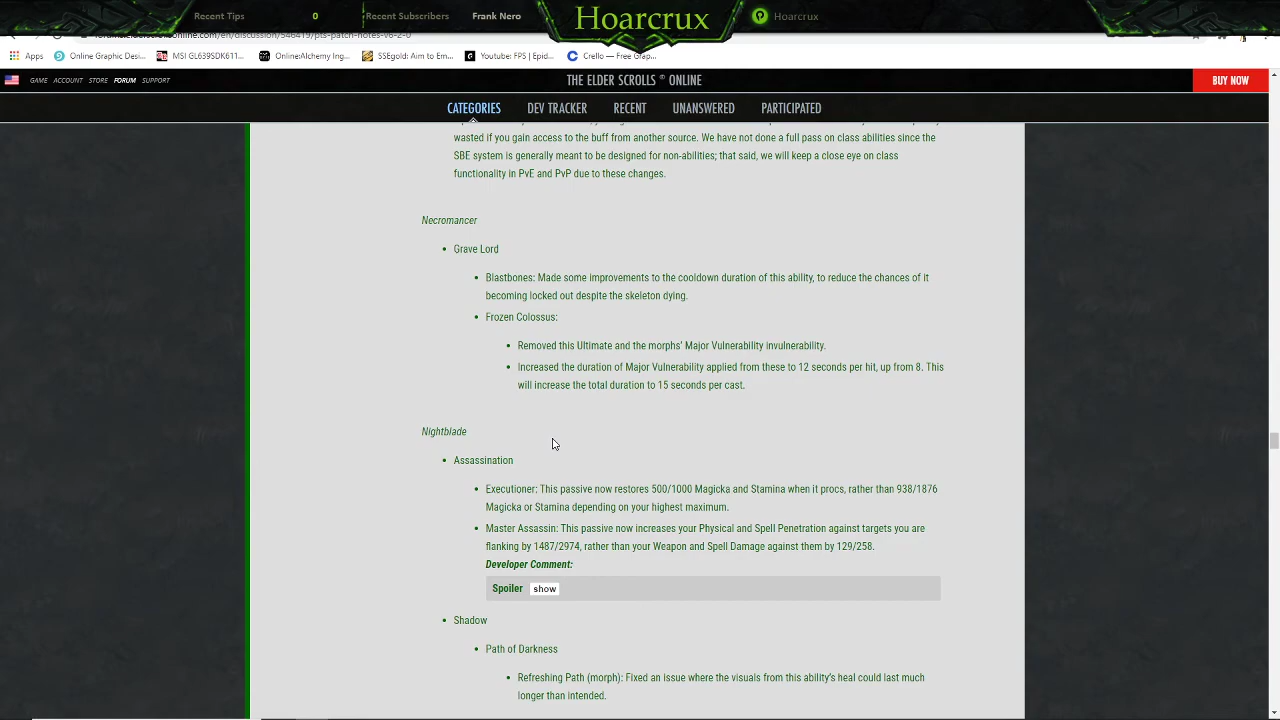 Recent Tips 0 Recent Subscribers Frank Nero Hoarcrux Hoarcrux
Apps Online Graphic Desi... MSI GL639SDK611... Online:Alchemy Ing... SSEgold: Aim to Em... Youtube: FPS | Epid... Crello — Free Grap...
GAME ACCOUNT STORE FORUM SUPPORT THE ELDER SCROLLS ® ONLINE BUY NOW
CATEGORIES DEV TRACKER RECENT UNANSWERED PARTICIPATED
wasted if you gain access to the buff from another source. We have not done a full pass on class abilities since the
SBE system is generally meant to be designed for non-abilities; that said, we will keep a close eye on class
functionality in PvE and PvP due to these changes.
Necromancer
Grave Lord
Blastbones: Made some improvements to the cooldown duration of this ability, to reduce the chances of it
becoming locked out despite the skeleton dying.
Frozen Colossus:
Removed this Ultimate and the morphs' Major Vulnerability invulnerability.
Increased the duration of Major Vulnerability applied from these to 12 seconds per hit, up from 8. This
will increase the total duration to 15 seconds per cast.
Nightblade
Assassination
Executioner: This passive now restores 500/1000 Magicka and Stamina when it procs, rather than 938/1876
Magicka or Stamina depending on your highest maximum.
Master Assassin: This passive now increases your Physical and Spell Penetration against targets you are
flanking by 1487/2974, rather than your Weapon and Spell Damage against them by 129/258.
Developer Comment:
Spoiler show
Shadow
Path of Darkness
Refreshing Path (morph): Fixed an issue where the visuals from this ability's heal could last much
longer than intended.